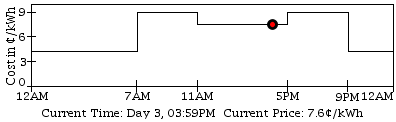 Cost in ¢/kWh
9
6
3
0
12AM 7AM 11AM 5PM 9PM 12AM
Current Time: Day 3, 03:59PM Current Price: 7.6¢/kWh